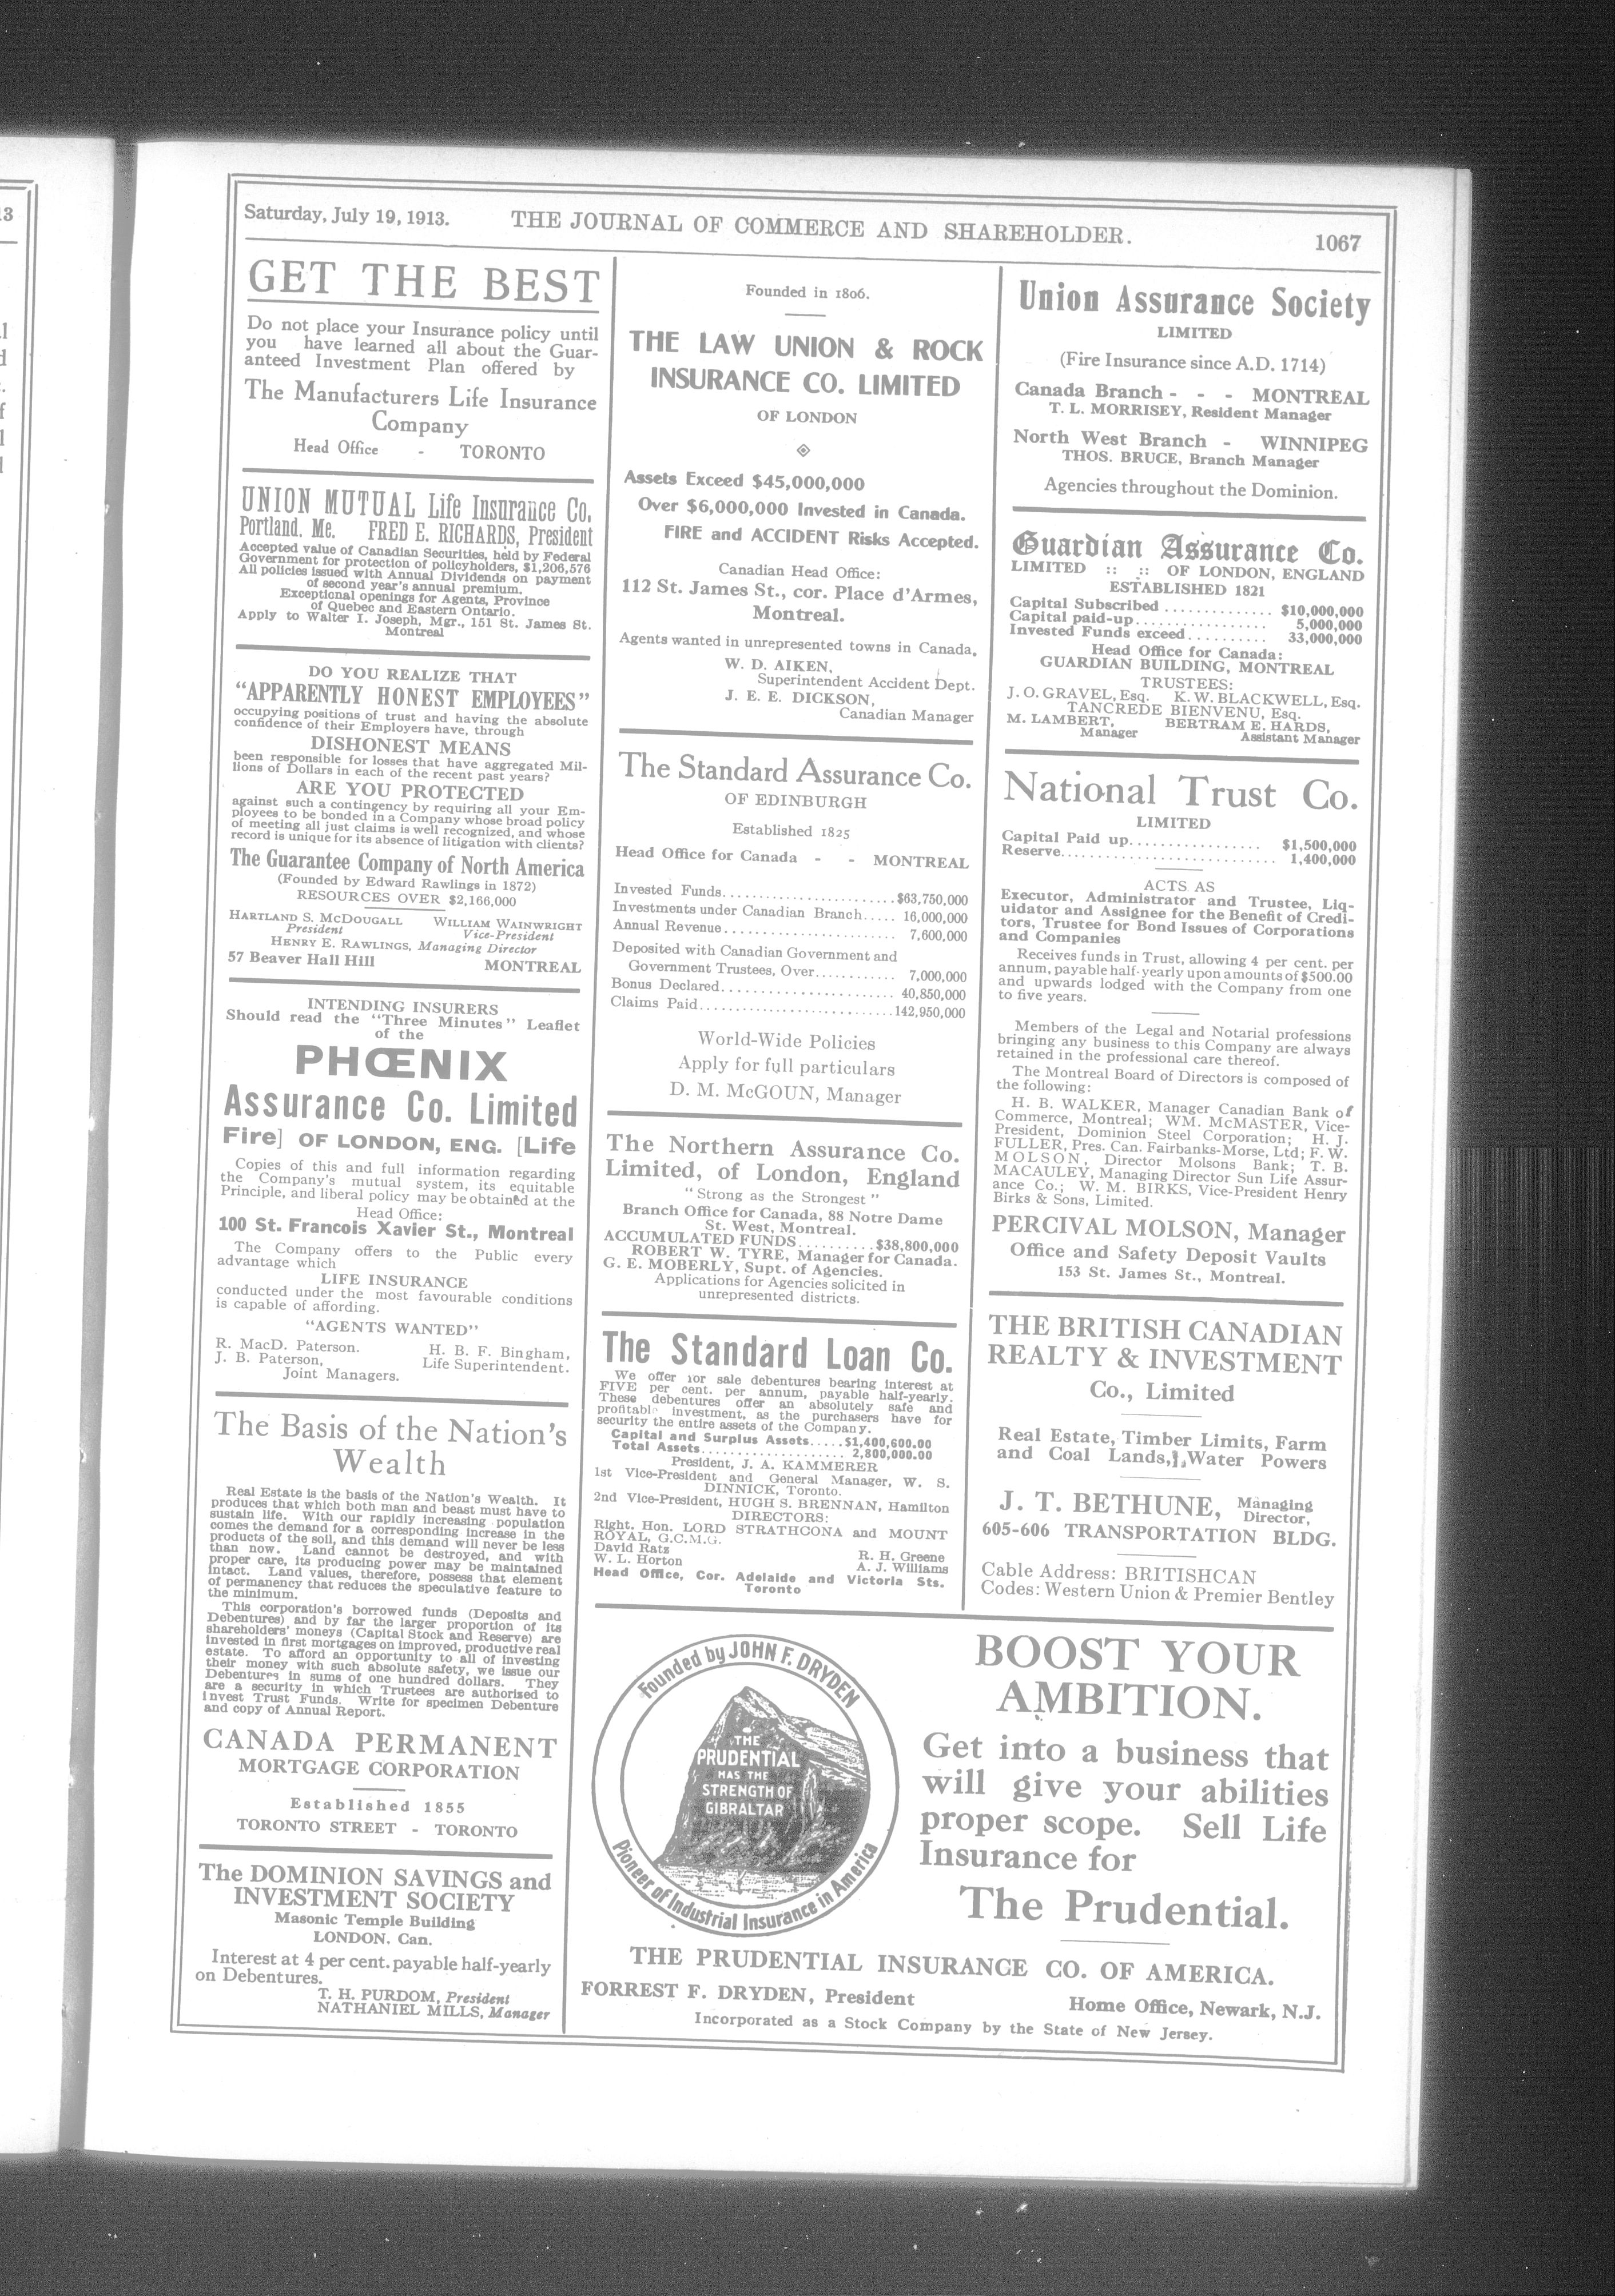 Saturday, July 19, 1913.
THE JOURNAL OF COMMERCE AND SHAREHOLDER.
1067
GET THE BEST
Do not place your Insurance policy until
you have learned all about the Guar-
anteed Investment Plan offered by
The Manufacturers Life Insurance
Company
Head Office - TORONTO
UNION MUTUAL Life Insurance Co.
Portland, Me. FRED E. RICHARDS, President
Accepted value of Canadian Securities, held by Federal
Government for protection of policyholders, $1,206,576
All policies issued with Annual Dividends on payment
of second year's annual premium.
Exceptional openings for Agents, Province
of Quebec and Eastern Ontario.
Apply to Walter I. Joseph, Mgr., 151 St. James St.
Montreal
DO YOU REALIZE THAT
"APPARENTLY HONEST EMPLOYEES"
occupying positions of trust and having the absolute
confidence of their Employers have, through
DISHONEST MEANS
been responsible for losses that have aggregated Mil-
lions of Dollars in each of the recent past years?
ARE YOU PROTECTED
against such a contingency by requiring all your Em-
ployees to be bonded in a Company whose broad policy
of meeting all just claims is well recognized, and whose
record is unique for its absence of litigation with clients?
The Guarantee Company of North America
(Founded by Edward Rawlings in 1872)
RESOURCES OVER $2,166,000
HARTLAND S. McDOUGALL WILLIAM WAINWRIGHT
President Vice-President
HENRY E. RAWLINGS, Managing Director
57 Beaver Hall Hill MONTREAL
INTENDING INSURERS
Should read the "Three Minutes" Leaflet
of the
PHŒNIX
Assurance Co. Limited
Fire] OF LONDON, ENG. [Life
Copies of this and full information regarding
the Company's mutual system, its equitable
Principle, and liberal policy may be obtained at the
Head Office:
100 St. Francois Xavier St., Montreal
The Company offers to the Public every
advantage which
LIFE INSURANCE
conducted under the most favourable conditions
is capable of affording.
"AGENTS WANTED"
R. MacD. Paterson. H. B. F. Bingham,
J. B. Paterson, Life Superintendent.
Joint Managers.
The Basis of the Nation's
Wealth
Real Estate is the basis of the Nation's Wealth. It
produces that which both man and beast must have to
sustain life. With our rapidly increasing population
comes the demand for a corresponding increase in the
products of the soil, and this demand will never be less
than now. Land cannot be destroyed, and with
proper care, its producing power may be maintained
intact. Land values, therefore, possess that element
of permanency that reduces the speculative feature to
the minimum.
This corporation's borrowed funds (Deposits and
Debentures) and by far the larger proportion of its
shareholders' moneys (Capital Stock and Reserve) are
invested in first mortgages on improved, productive real
estate. To afford an opportunity to all of investing
their money with such absolute safety, we issue our
Debentures in sums of one hundred dollars. They
are a security in which Trustees are authorized to
invest Trust Funds. Write for specimen Debenture
and copy of Annual Report.
CANADA PERMANENT
MORTGAGE CORPORATION
Established 1855
TORONTO STREET - TORONTO
The DOMINION SAVINGS and
INVESTMENT SOCIETY
Masonic Temple Building
LONDON, Can.
Interest at 4 per cent. payable half-yearly
on Debentures.
T. H. PURDOM, President
NATHANIEL MILLS, Manager
Founded in 1806.
THE LAW UNION & ROCK
INSURANCE CO. LIMITED
OF LONDON
Assets Exceed $45,000,000
Over $6,000,000 Invested in Canada.
FIRE and ACCIDENT Risks Accepted.
Canadian Head Office:
112 St. James St., cor. Place d'Armes,
Montreal.
Agents wanted in unrepresented towns in Canada.
W. D. AIKEN,
Superintendent Accident Dept.
J. E. E. DICKSON,
Canadian Manager
The Standard Assurance Co.
OF EDINBURGH
Established 1825
Head Office for Canada - - MONTREAL
Invested Funds........................$63,750,000
Investments under Canadian Branch..... 16,000,000
Annual Revenue........................ 7,600,000
Deposited with Canadian Government and
Government Trustees, Over........... 7,000,000
Bonus Declared........................ 40,850,000
Claims Paid...........................142,950,000
World-Wide Policies
Apply for full particulars
D. M. McGOUN, Manager
The Northern Assurance Co.
Limited, of London, England
"Strong as the Strongest"
Branch Office for Canada, 88 Notre Dame
St. West, Montreal.
ACCUMULATED FUNDS..........$38,800,000
ROBERT W. TYRE, Manager for Canada.
G. E. MOBERLY, Supt. of Agencies.
Applications for Agencies solicited in
unrepresented districts.
The Standard Loan Co.
We offer for sale debentures bearing interest at
FIVE per cent. per annum, payable half-yearly.
These debentures offer an absolutely safe and
profitable investment, as the purchasers have for
security the entire assets of the Company.
Capital and Surplus Assets.....$1,400,600.00
Total Assets................... 2,800,000.00
President, J. A. KAMMERER
1st Vice-President and General Manager, W. S.
DINNICK, Toronto.
2nd Vice-President, HUGH S. BRENNAN, Hamilton
DIRECTORS:
Right. Hon. LORD STRATHCONA and MOUNT
ROYAL, G.C.M.G.
David Ratz R. H. Greene
W. L. Horton A. J. Williams
Head Office, Cor. Adelaide and Victoria Sts.
Toronto
Union Assurance Society
LIMITED
(Fire Insurance since A.D. 1714)
Canada Branch - - - MONTREAL
T. L. MORRISEY, Resident Manager
North West Branch - WINNIPEG
THOS. BRUCE, Branch Manager
Agencies throughout the Dominion.
Guardian Assurance Co.
LIMITED :: :: OF LONDON, ENGLAND
ESTABLISHED 1821
Capital Subscribed.............. $10,000,000
Capital paid-up................. 5,000,000
Invested Funds exceed.......... 33,000,000
Head Office for Canada:
GUARDIAN BUILDING, MONTREAL
TRUSTEES:
J. O. GRAVEL, Esq. K. W. BLACKWELL, Esq.
TANCREDE BIENVENU, Esq.
M. LAMBERT, BERTRAM E. HARDS,
Manager Assistant Manager
National Trust Co.
LIMITED
Capital Paid up................. $1,500,000
Reserve........................... 1,400,000
ACTS AS
Executor, Administrator and Trustee, Liq-
uidator and Assignee for the Benefit of Credi-
tors, Trustee for Bond Issues of Corporations
and Companies
Receives funds in Trust, allowing 4 per cent. per
annum, payable half-yearly upon amounts of $500.00
and upwards lodged with the Company from one
to five years.
Members of the Legal and Notarial professions
bringing any business to this Company are always
retained in the professional care thereof.
The Montreal Board of Directors is composed of
the following:
H. B. WALKER, Manager Canadian Bank of
Commerce, Montreal; WM. McMASTER, Vice-
President, Dominion Steel Corporation; H. J.
FULLER, Pres. Can. Fairbanks-Morse, Ltd; F. W.
MOLSON, Director Molsons Bank; T. B.
MACAULEY, Managing Director Sun Life Assur-
ance Co.; W. M. BIRKS, Vice-President Henry
Birks & Sons, Limited.
PERCIVAL MOLSON, Manager
Office and Safety Deposit Vaults
153 St. James St., Montreal.
THE BRITISH CANADIAN
REALTY & INVESTMENT
Co., Limited
Real Estate, Timber Limits, Farm
and Coal Lands, Water Powers
J. T. BETHUNE, Managing
Director,
605-606 TRANSPORTATION BLDG.
Cable Address: BRITISHCAN
Codes: Western Union & Premier Bentley
Founded by JOHN F. DRYDEN
THE
PRUDENTIAL
HAS THE
STRENGTH OF
GIBRALTAR
Pioneer of Industrial Insurance in America
BOOST YOUR
AMBITION.
Get into a business that
will give your abilities
proper scope. Sell Life
Insurance for
The Prudential.
THE PRUDENTIAL INSURANCE CO. OF AMERICA.
FORREST F. DRYDEN, President
Home Office, Newark, N.J.
Incorporated as a Stock Company by the State of New Jersey.